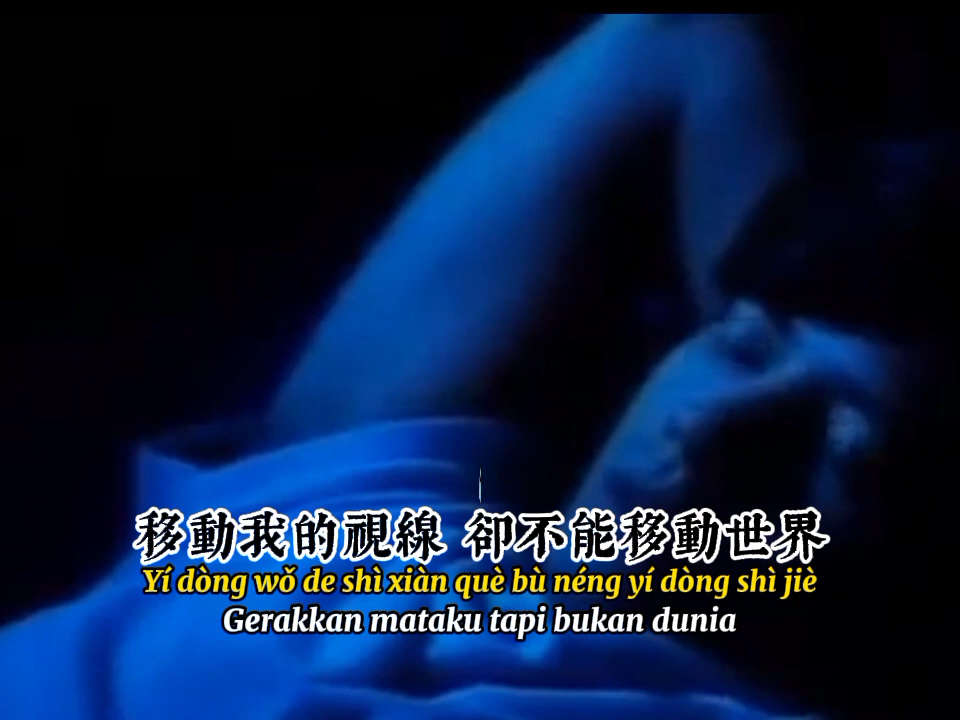 移動我的視線 卻不能移動世界
Yí dòng wǒ de shì xiàn què bù néng yí dòng shì jiè
Gerakkan mataku tapi bukan dunia